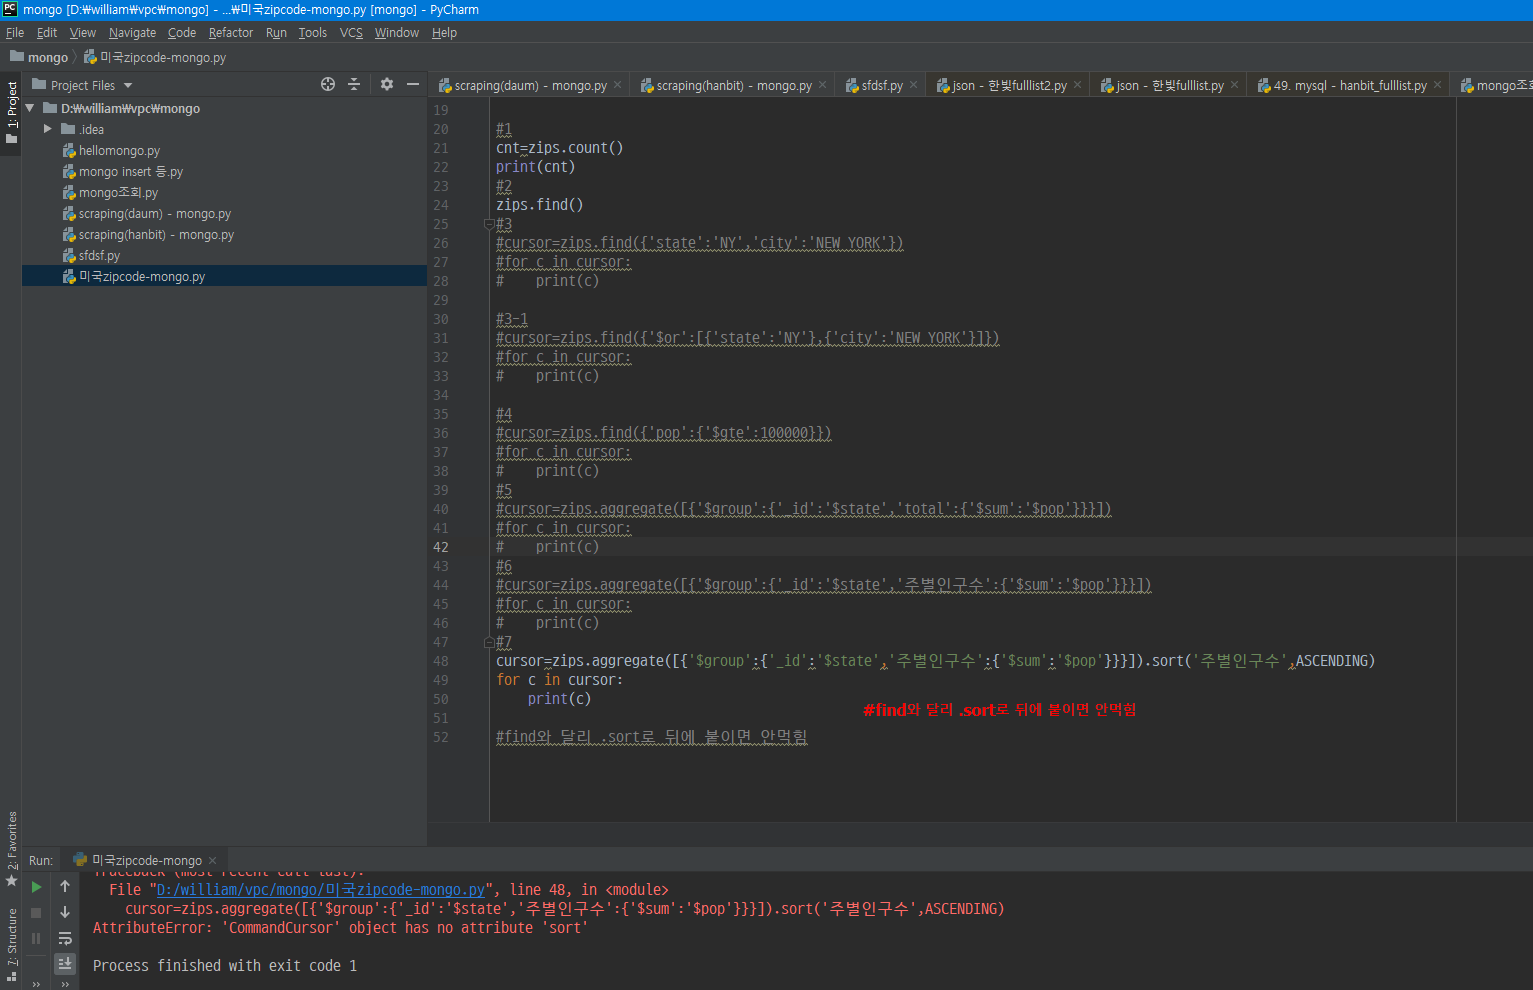 mongo [D:₩william₩vpc₩mongo] - ...₩미국zipcode-mongo.py [mongo] - PyCharm
File Edit View Navigate Code Refactor Run Tools VCS Window Help
mongo 미국zipcode-mongo.py
1: Project
Project Files
scraping(daum) - mongo.py scraping(hanbit) - mongo.py sfdsf.py json - 한빛fulllist2.py json - 한빛fulllist.py 49. mysql - hanbit_fulllist.py mongo조회
D:₩william₩vpc₩mongo
.idea
hellomongo.py
mongo insert 등.py
mongo조회.py
scraping(daum) - mongo.py
scraping(hanbit) - mongo.py
sfdsf.py
미국zipcode-mongo.py
19
20 #1
21 cnt=zips.count()
22 print(cnt)
23 #2
24 zips.find()
25 #3
26 #cursor=zips.find({'state':'NY','city':'NEW YORK'})
27 #for c in cursor:
28 #    print(c)
29
30 #3-1
31 #cursor=zips.find({'$or':[{'state':'NY'},{'city':'NEW YORK'}]})
32 #for c in cursor:
33 #    print(c)
34
35 #4
36 #cursor=zips.find({'pop':{'$gte':100000}})
37 #for c in cursor:
38 #    print(c)
39 #5
40 #cursor=zips.aggregate([{'$group':{'_id':'$state','total':{'$sum':'$pop'}}}])
41 #for c in cursor:
42 #    print(c)
43 #6
44 #cursor=zips.aggregate([{'$group':{'_id':'$state','주별인구수':{'$sum':'$pop'}}}])
45 #for c in cursor:
46 #    print(c)
47 #7
48 cursor=zips.aggregate([{'$group':{'_id':'$state','주별인구수':{'$sum':'$pop'}}}]).sort('주별인구수',ASCENDING)
49 for c in cursor:
50     print(c)
#find와 달리 .sort로 뒤에 붙이면 안먹힘
51
52 #find와 달리 .sort로 뒤에 붙이면 안먹힘
2: Favorites
7: Structure
Run: 미국zipcode-mongo
Traceback (most recent call last):
File "D:/william/vpc/mongo/미국zipcode-mongo.py", line 48, in <module>
cursor=zips.aggregate([{'$group':{'_id':'$state','주별인구수':{'$sum':'$pop'}}}]).sort('주별인구수',ASCENDING)
AttributeError: 'CommandCursor' object has no attribute 'sort'
Process finished with exit code 1